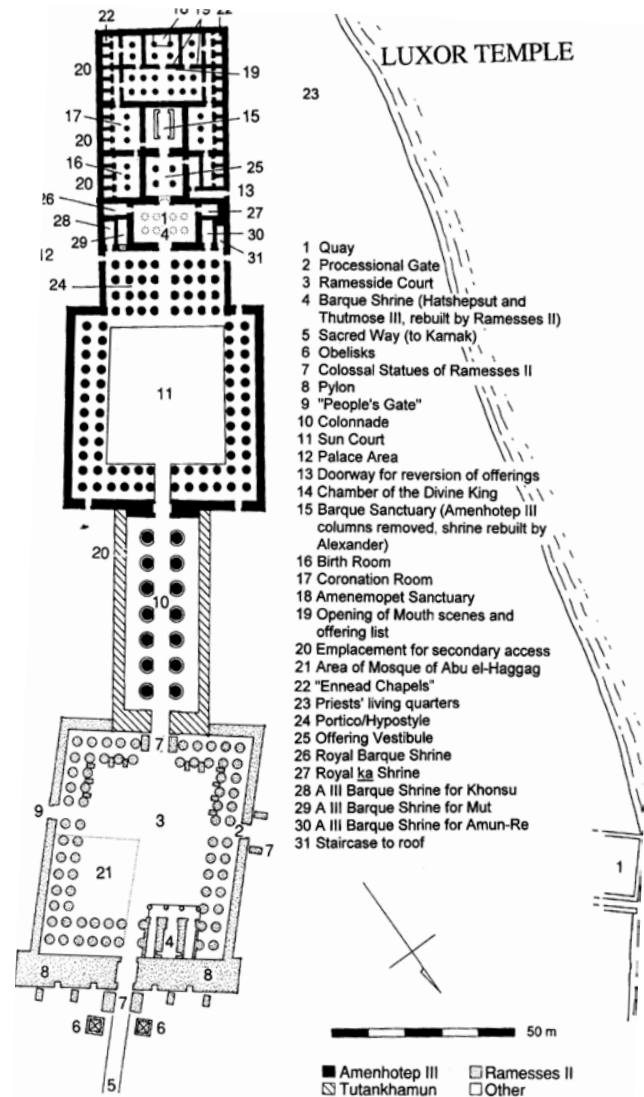 LUXOR TEMPLE
22 18 19 22
20
19
23
17 15
20
16 25
20
13
26 27
1
28 4 30
29 31
12
24
11
20
10
7
3
9 2
7
21
4
8 8
7
6 6
5
1 Quay
2 Processional Gate
3 Ramesside Court
4 Barque Shrine (Hatshepsut and
Thutmose III, rebuilt by Ramesses II)
5 Sacred Way (to Karnak)
6 Obelisks
7 Colossal Statues of Ramesses II
8 Pylon
9 "People's Gate"
10 Colonnade
11 Sun Court
12 Palace Area
13 Doorway for reversion of offerings
14 Chamber of the Divine King
15 Barque Sanctuary (Amenhotep III
columns removed, shrine rebuilt by
Alexander)
16 Birth Room
17 Coronation Room
18 Amenemopet Sanctuary
19 Opening of Mouth scenes and
offering list
20 Emplacement for secondary access
21 Area of Mosque of Abu el-Haggag
22 "Ennead Chapels"
23 Priests' living quarters
24 Portico/Hypostyle
25 Offering Vestibule
26 Royal Barque Shrine
27 Royal ka Shrine
28 A III Barque Shrine for Khonsu
29 A III Barque Shrine for Mut
30 A III Barque Shrine for Amun-Re
31 Staircase to roof
1
50 m
Amenhotep III Ramesses II
Tutankhamun Other